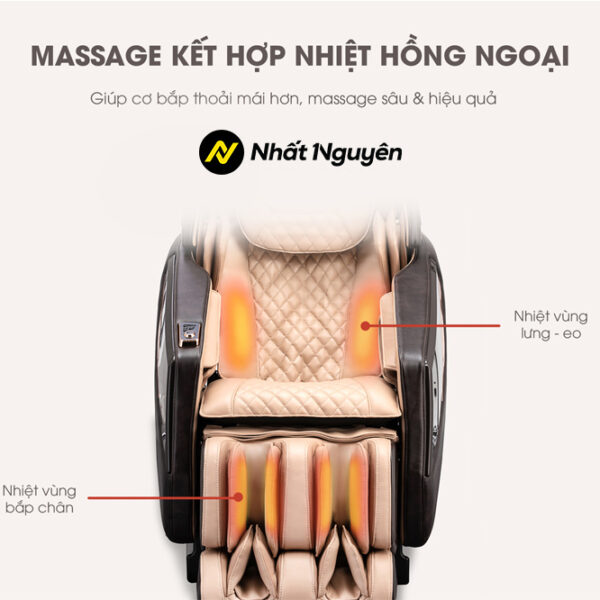 MASSAGE KẾT HỢP NHIỆT HỒNG NGOẠI
Giúp cơ bắp thoải mái hơn, massage sâu & hiệu quả
Nhất Nguyên
Nhiệt vùng
lưng - eo
Nhiệt vùng
bắp chân